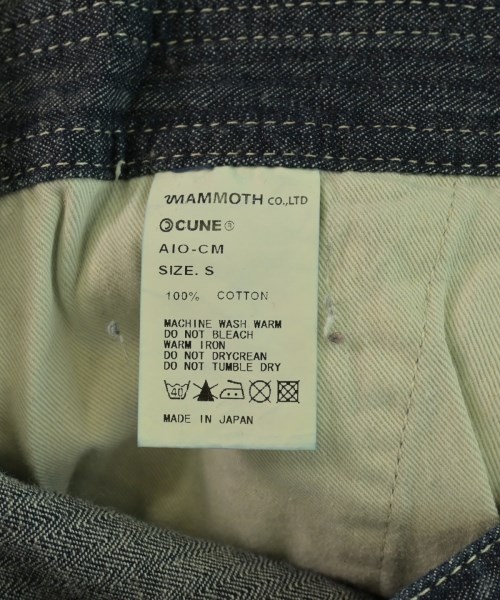 MAMMOTH CO.,LTD
CUNE®
A10-CM
SIZE. S
100% COTTON
MACHINE WASH WARM
DO NOT BLEACH
WARM IRON
DO NOT DRYCREAN
DO NOT TUMBLE DRY
40
MADE IN JAPAN